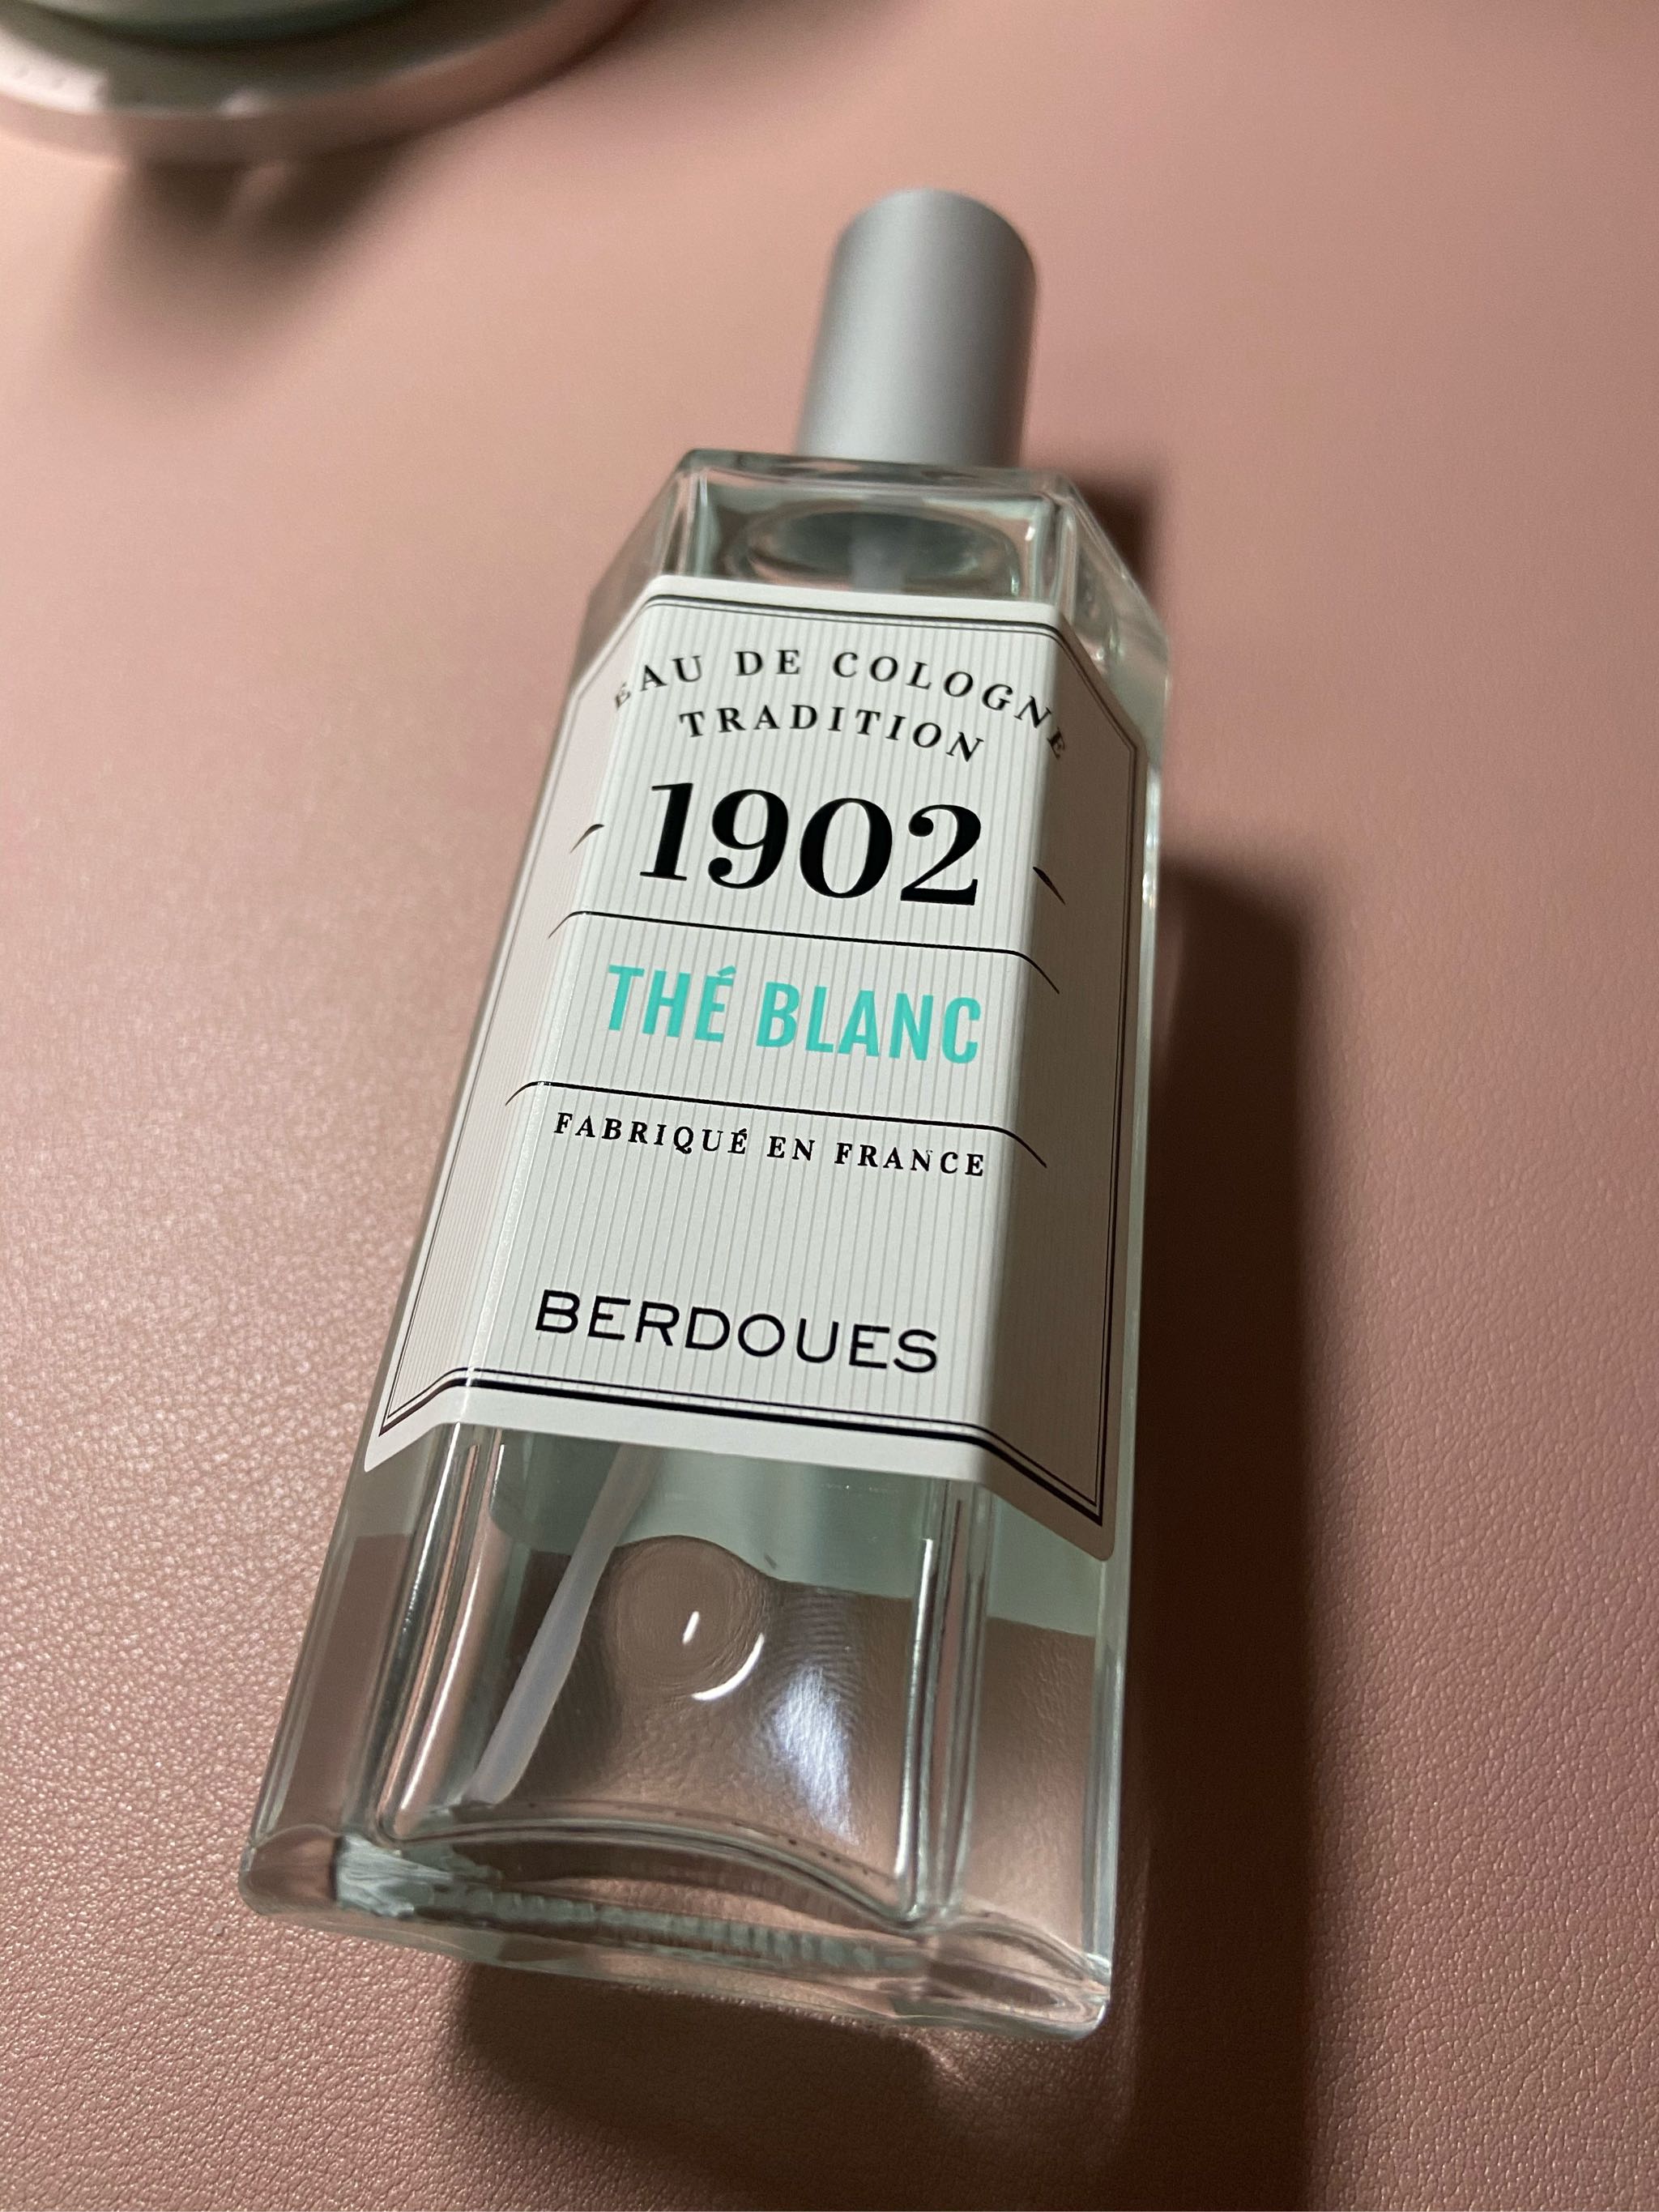 EAU DE COLOGNE
TRADITION
1902
THÉ BLANC
FABRIQUÉ EN FRANCE
BERDOUES